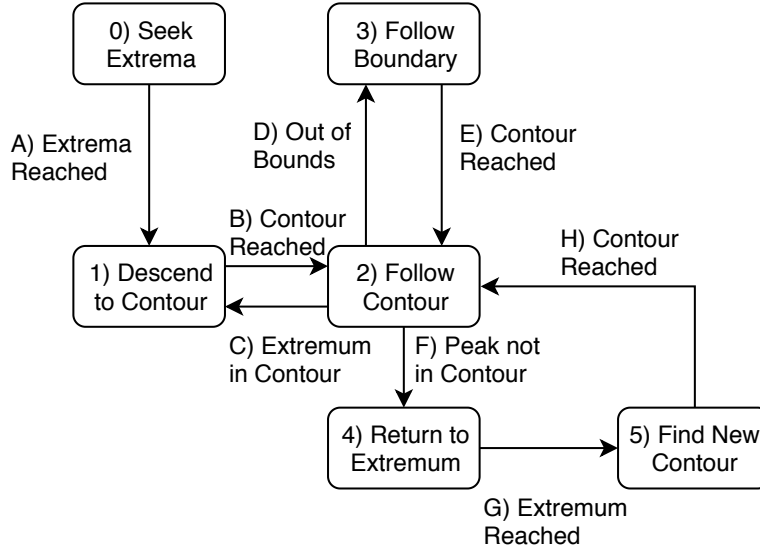 0) Seek
Extrema
3) Follow
Boundary
A) Extrema
Reached
D) Out of
Bounds
E) Contour
Reached
B) Contour
Reached
H) Contour
Reached
1) Descend
to Contour
2) Follow
Contour
C) Extremum
in Contour
F) Peak not
in Contour
4) Return to
Extremum
5) Find New
Contour
G) Extremum
Reached